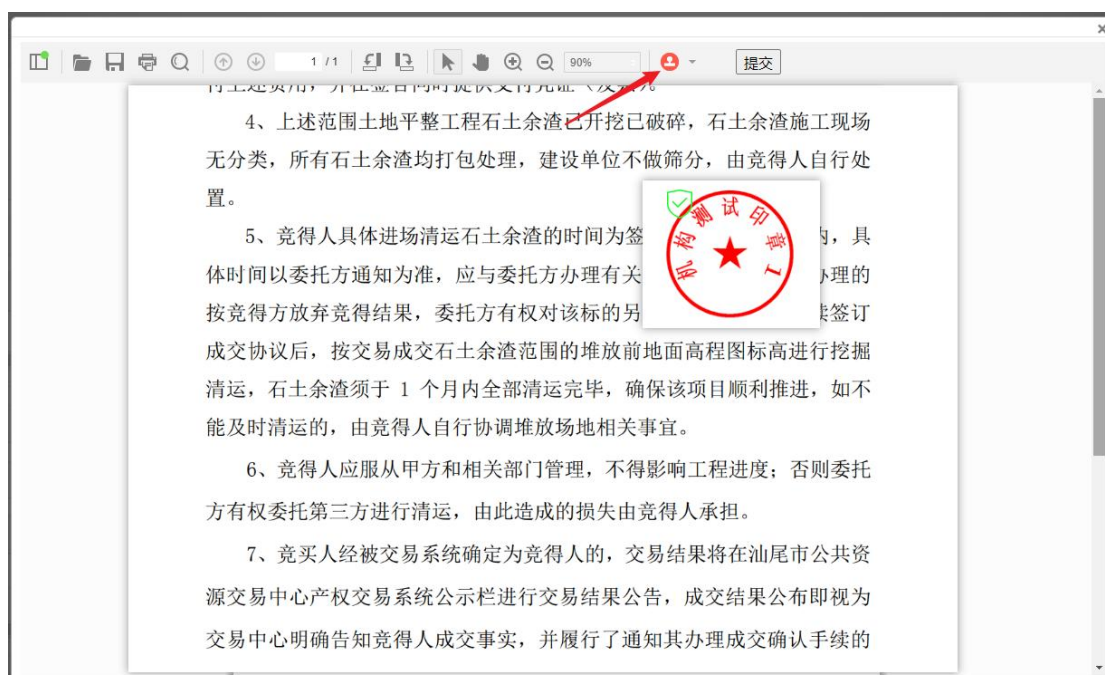 1 / 1
90%
提交
4、上述范围土地平整工程石土余渣已开挖已破碎，石土余渣施工现场
无分类，所有石土余渣均打包处理，建设单位不做筛分，由竞得人自行处
置。
5、竞得人具体进场清运石土余渣的时间为签
内，具
体时间以委托方通知为准，应与委托方办理有关
办理的
按竞得方放弃竞得结果，委托方有权对该标的另
续签订
机构测试印章1
成交协议后，按交易成交石土余渣范围的堆放前地面高程图标高进行挖掘
清运，石土余渣须于 1 个月内全部清运完毕，确保该项目顺利推进，如不
能及时清运的，由竞得人自行协调堆放场地相关事宜。
6、竞得人应服从甲方和相关部门管理，不得影响工程进度；否则委托
方有权委托第三方进行清运，由此造成的损失由竞得人承担。
7、竞买人经被交易系统确定为竞得人的，交易结果将在汕尾市公共资
源交易中心产权交易系统公示栏进行交易结果公告，成交结果公布即视为
交易中心明确告知竞得人成交事实，并履行了通知其办理成交确认手续的